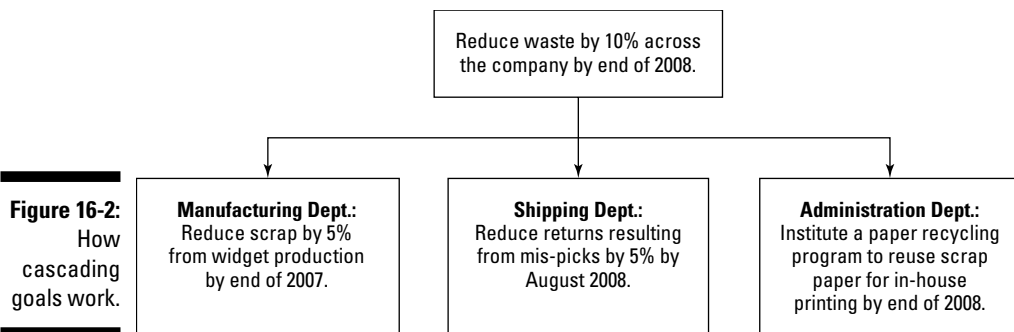 Reduce waste by 10% across
the company by end of 2008.
Figure 16-2:
How
cascading
goals work.
Manufacturing Dept.:
Reduce scrap by 5%
from widget production
by end of 2007.
Shipping Dept.:
Reduce returns resulting
from mis-picks by 5% by
August 2008.
Administration Dept.:
Institute a paper recycling
program to reuse scrap
paper for in-house
printing by end of 2008.